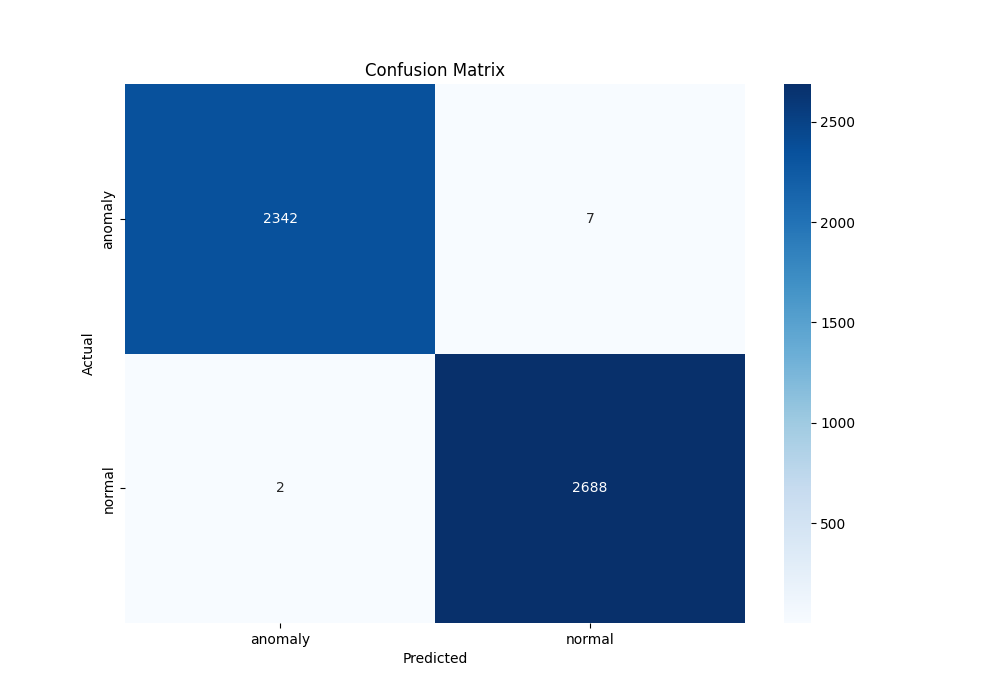 Confusion Matrix
anomaly
normal
Actual
2342
7
2
2688
anomaly
normal
Predicted
2500
2000
1500
1000
500